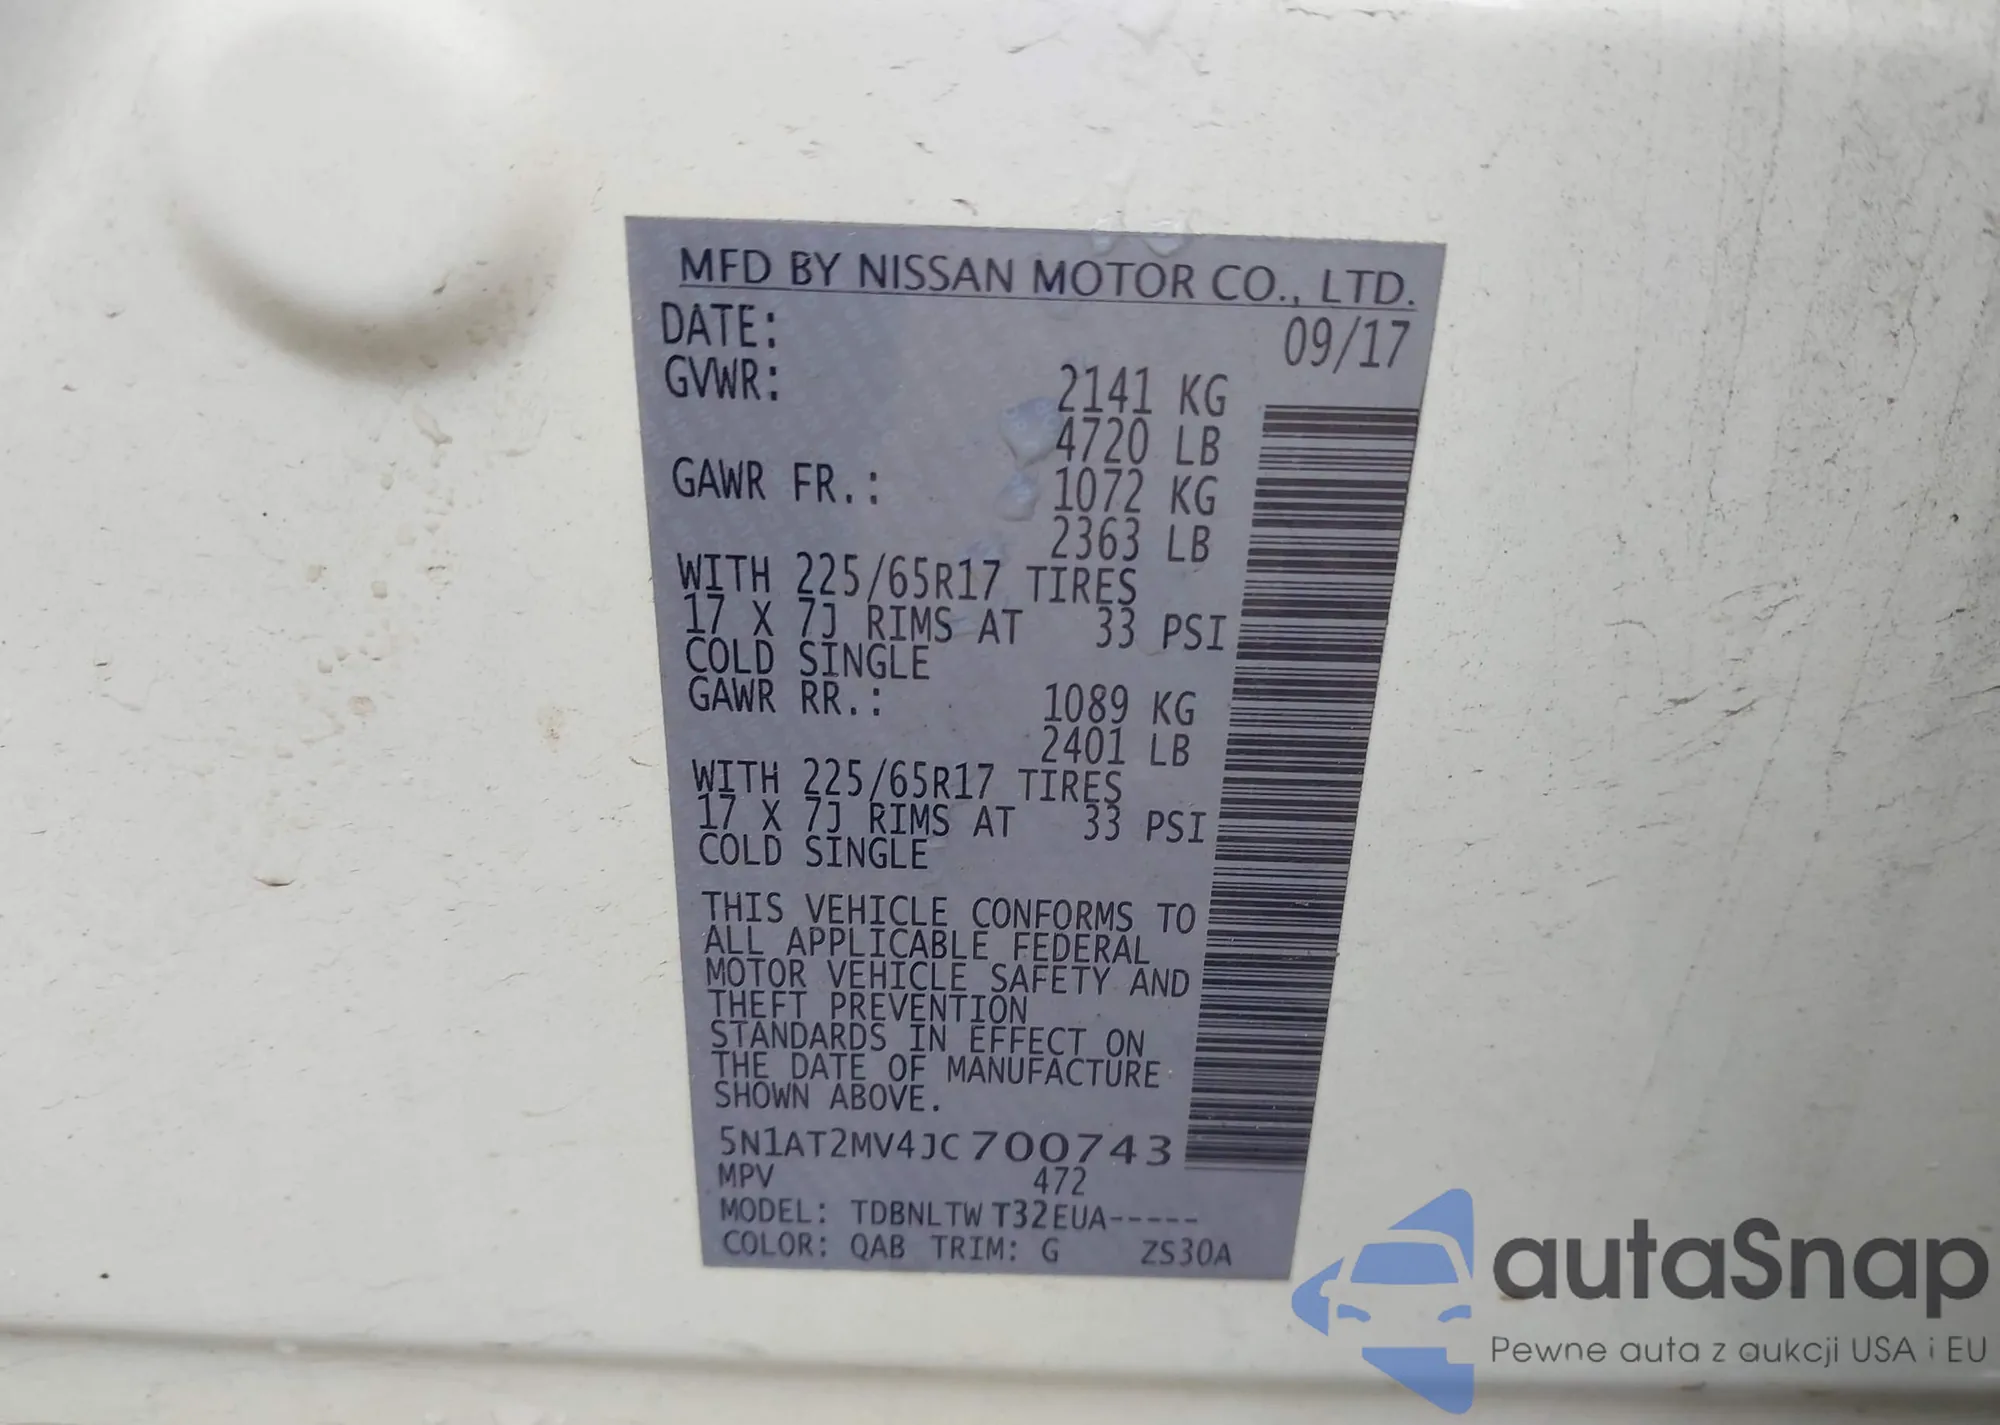 MFD BY NISSAN MOTOR CO., LTD.
DATE: 09/17
GVWR: 2141 KG
4720 LB
GAWR FR.: 1072 KG
2363 LB
WITH 225/65R17 TIRES
17 X 7J RIMS AT 33 PSI
COLD SINGLE
GAWR RR.: 1089 KG
2401 LB
WITH 225/65R17 TIRES
17 X 7J RIMS AT 33 PSI
COLD SINGLE
THIS VEHICLE CONFORMS TO
ALL APPLICABLE FEDERAL
MOTOR VEHICLE SAFETY AND
THEFT PREVENTION
STANDARDS IN EFFECT ON
THE DATE OF MANUFACTURE
SHOWN ABOVE.
5N1AT2MV4JC700743
MPV 472
MODEL: TDBNLTW T32EUA-----
COLOR: QAB TRIM: G ZS30A
autaSnap
Pewne auta z aukcji USA i EU